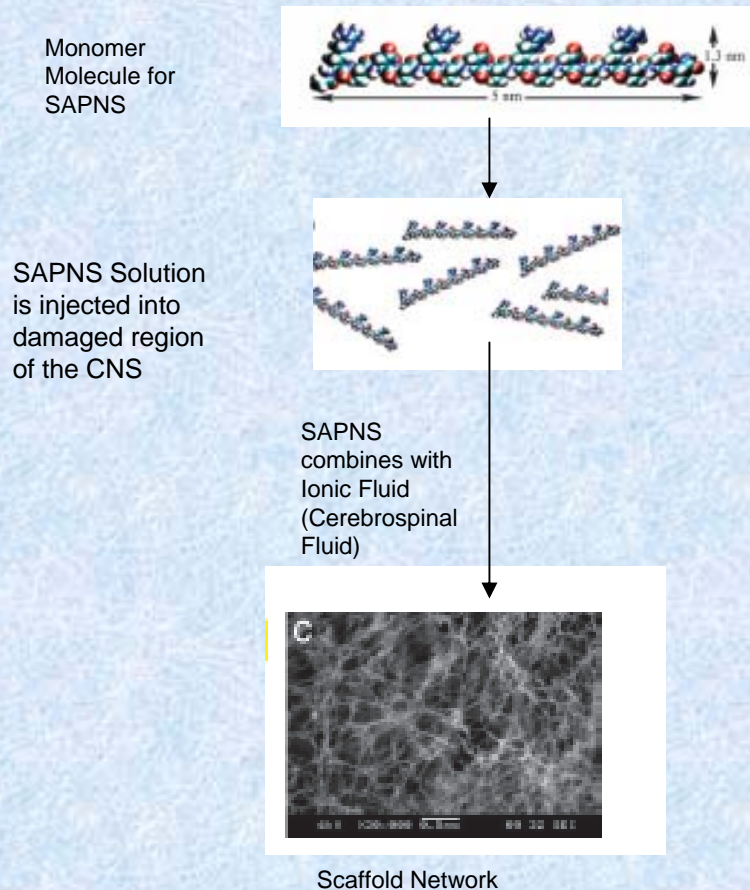 Monomer
Molecule for
SAPNS
1.3 nm
5 nm
SAPNS Solution
is injected into
damaged region
of the CNS
SAPNS
combines with
Ionic Fluid
(Cerebrospinal
Fluid)
C
Scaffold Network